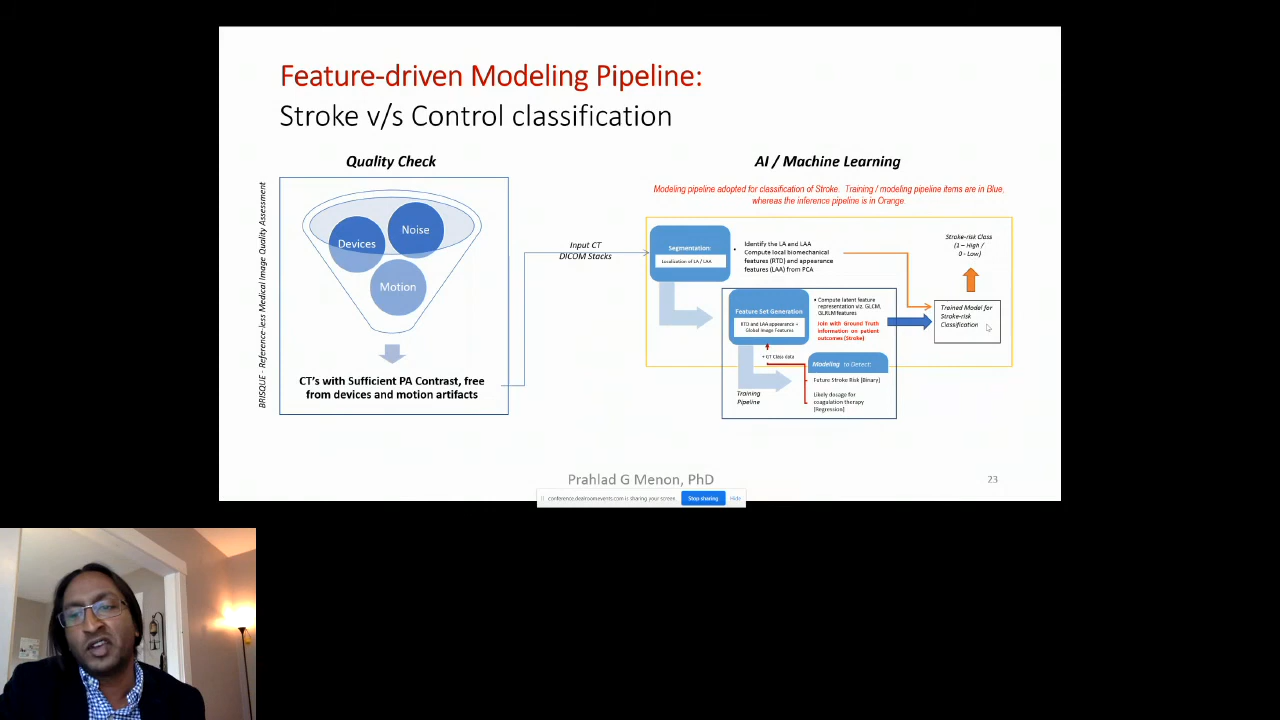 Feature-driven Modeling Pipeline:
Stroke v/s Control classification
Quality Check
BRISQUE - Reference-less Medical Image Quality Assessment
Devices
Noise
Motion
CT's with Sufficient PA Contrast, free
from devices and motion artifacts
Input CT
DICOM Stacks
AI / Machine Learning
Modeling pipeline adopted for classification of Stroke. Training / modeling pipeline items are in Blue,
whereas the inference pipeline is in Orange.
Segmentation:
Localization of LA / LAA
• Identify the LA and LAA
Compute local biomechanical
features (RTD) and appearance
features (LAA) from PCA
Feature Set Generation
RTD and LAA appearance +
Global Image Features
• Compute latent feature
representation viz. GLCM,
GLRLM features
Join with Ground Truth
information on patient
outcomes (Stroke)
+ GT Class data
Modeling to Detect:
Future Stroke Risk [Binary]
Likely dosage for
coagulation therapy
[Regression]
Training
Pipeline
Stroke-risk Class
(1 – High /
0 - Low)
Trained Model for
Stroke-risk
Classification
Prahlad G Menon, PhD
23
conference.dealroomevents.com is sharing your screen.
Stop sharing
Hide